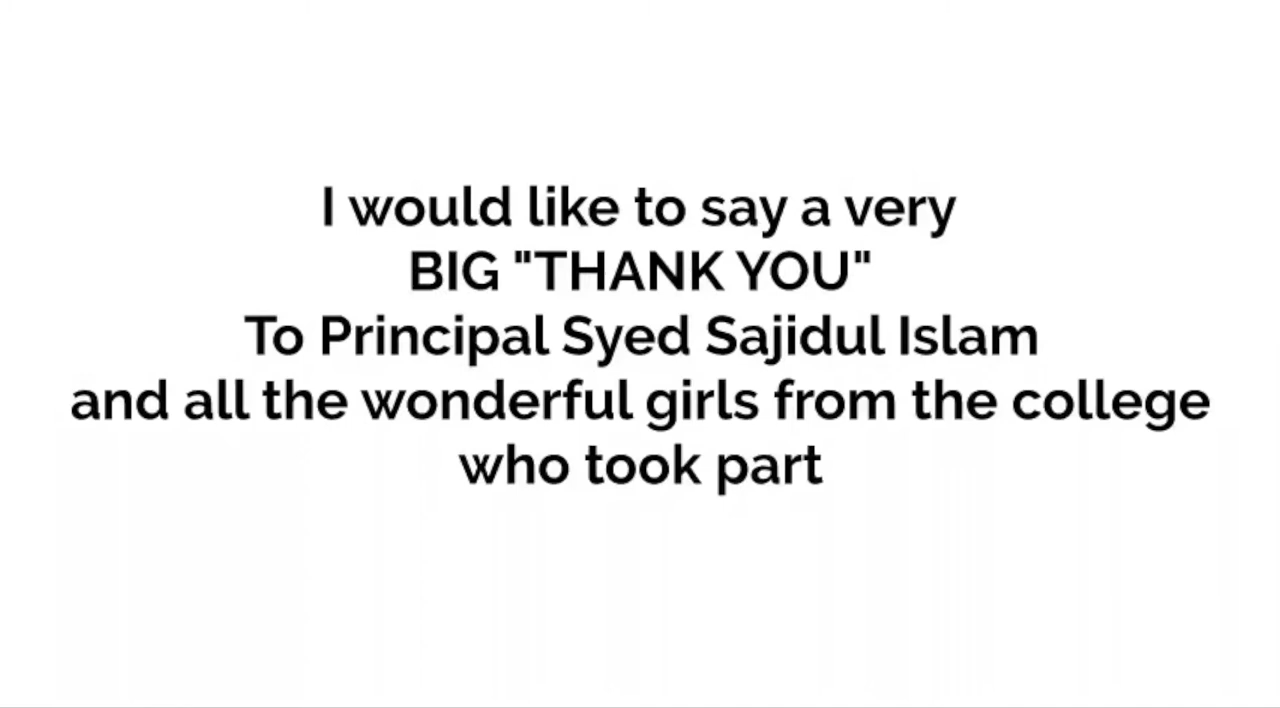 I would like to say a very
BIG "THANK YOU"
To Principal Syed Sajidul Islam
and all the wonderful girls from the college
who took part